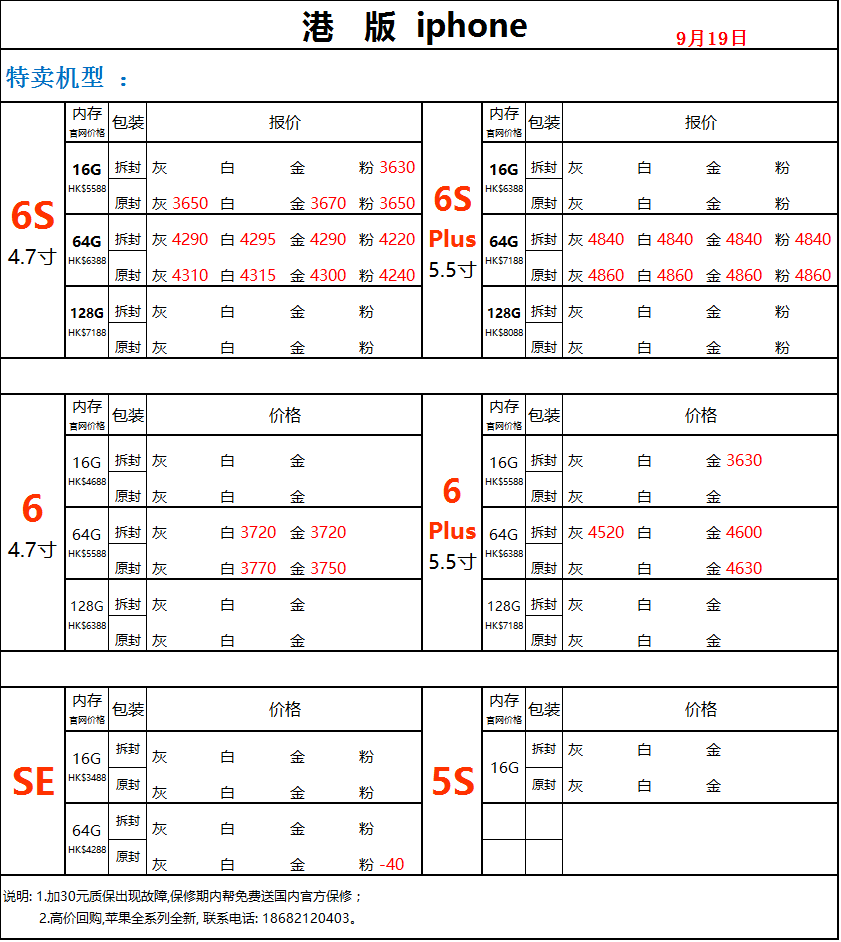 港 版 iphone
9月19日
特卖机型 ：
6S
4.7寸
内存
官网价格
包装
报价
16G
HK$5588
拆封 灰 白 金 粉 3630
原封 灰 3650 白 金 3670 粉 3650
64G
HK$6388
拆封 灰 4290 白 4295 金 4290 粉 4220
原封 灰 4310 白 4315 金 4300 粉 4240
128G
HK$7188
拆封 灰 白 金 粉
原封 灰 白 金 粉
6S
Plus
5.5寸
内存
官网价格
包装
报价
16G
HK$6388
拆封 灰 白 金 粉
原封 灰 白 金 粉
64G
HK$7188
拆封 灰 4840 白 4840 金 4840 粉 4840
原封 灰 4860 白 4860 金 4860 粉 4860
128G
HK$8088
拆封 灰 白 金 粉
原封 灰 白 金 粉
6
4.7寸
内存
官网价格
包装
价格
16G
HK$4688
拆封 灰 白 金
原封 灰 白 金
64G
HK$5588
拆封 灰 白 3720 金 3720
原封 灰 白 3770 金 3750
128G
HK$6388
拆封 灰 白 金
原封 灰 白 金
6
Plus
5.5寸
内存
官网价格
包装
价格
16G
HK$5588
拆封 灰 白 金 3630
原封 灰 白 金
64G
HK$6388
拆封 灰 4520 白 金 4600
原封 灰 白 金 4630
128G
HK$7188
拆封 灰 白 金
原封 灰 白 金
SE
内存
官网价格
包装
价格
16G
HK$3488
拆封 灰 白 金 粉
原封 灰 白 金 粉
64G
HK$4288
拆封 灰 白 金 粉
原封 灰 白 金 粉 -40
5S
内存
官网价格
包装
价格
16G
拆封 灰 白 金
原封 灰 白 金
说明: 1.加30元质保出现故障,保修期内帮免费送国内官方保修；
2.高价回购,苹果全系列全新, 联系电话: 18682120403。